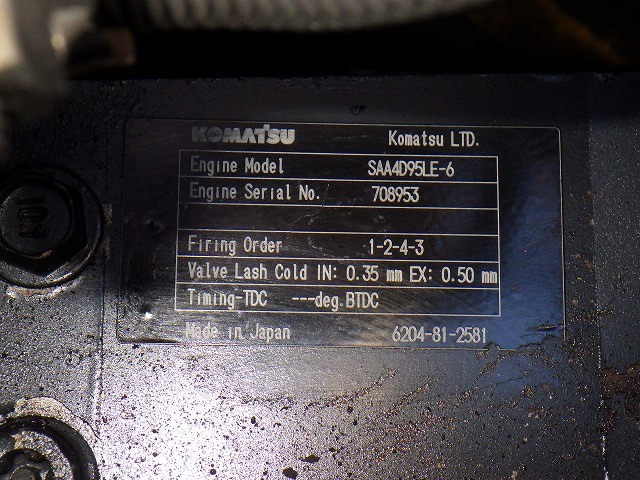 KOMATSU Komatsu LTD.
Engine Model SAA4D95LE-6
Engine Serial No. 708953
Firing Order 1-2-4-3
Valve Lash Cold IN: 0.35 mm EX: 0.50 mm
Timing-TDC ---deg.BTDC
Made in Japan 6204-81-2581
10.9